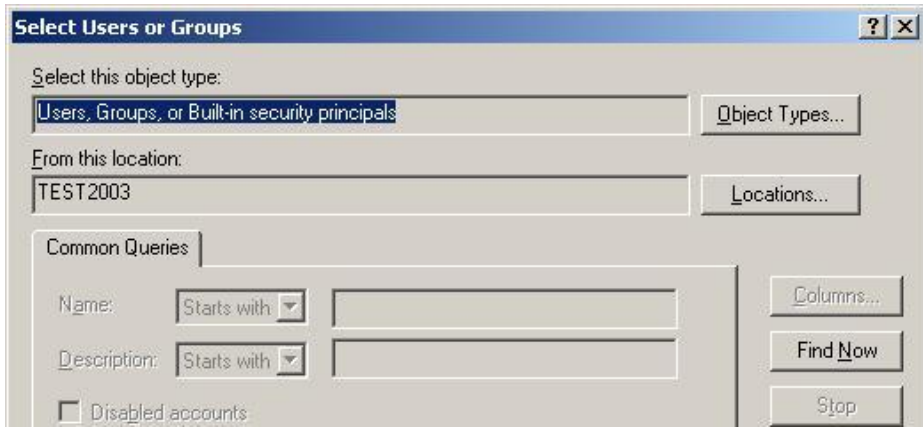 Select Users or Groups
Select this object type:
Users, Groups, or Built-in security principals
Object Types...
From this location:
TEST2003
Locations...
Common Queries
Name:
Starts with
Columns...
Description:
Starts with
Find Now
Disabled accounts
Stop